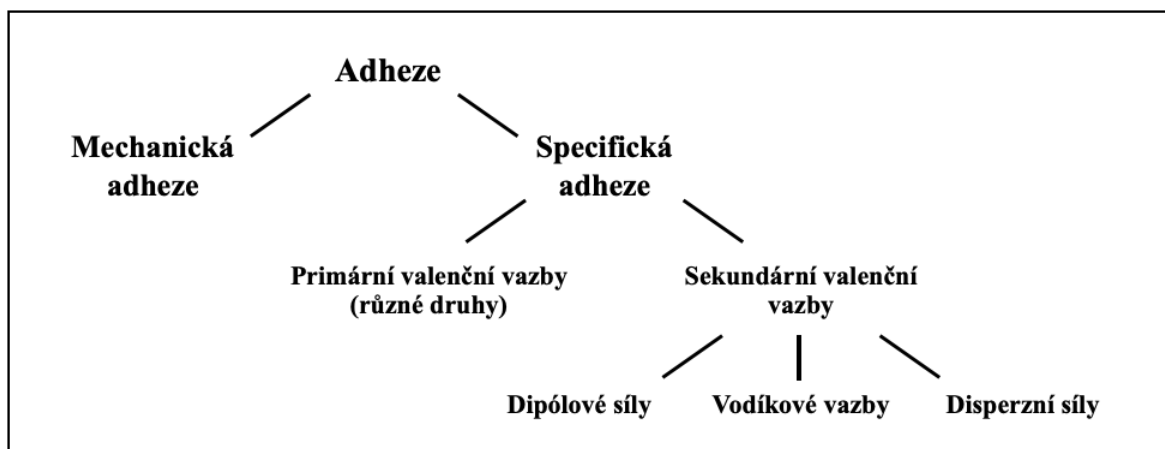 Adheze
Mechanická
adheze
Specifická
adheze
Primární valenční vazby
(různé druhy)
Sekundární valenční
vazby
Dipólové síly
Vodíkové vazby
Disperzní síly